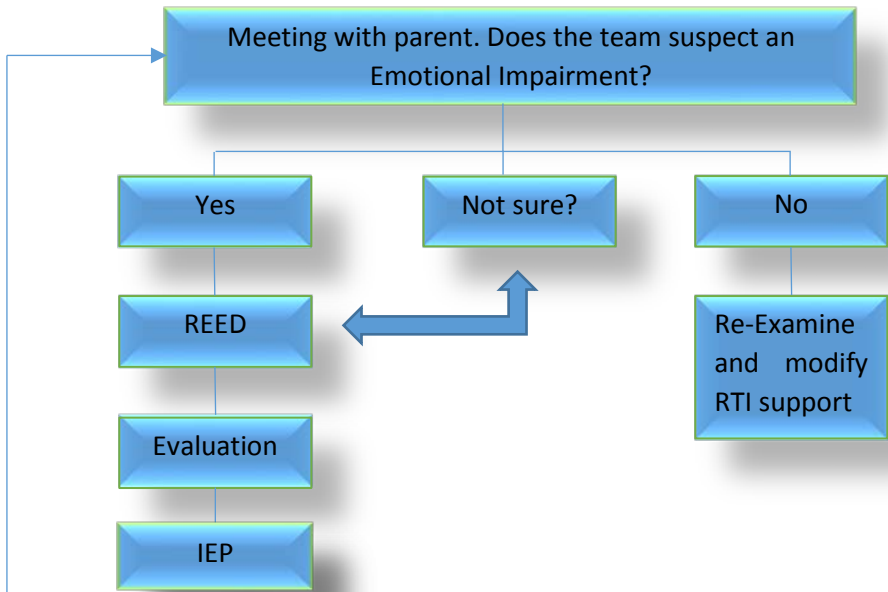 Meeting with parent. Does the team suspect an
Emotional Impairment?
Yes
Not sure?
No
REED
Re-Examine
and modify
RTI support
Evaluation
IEP